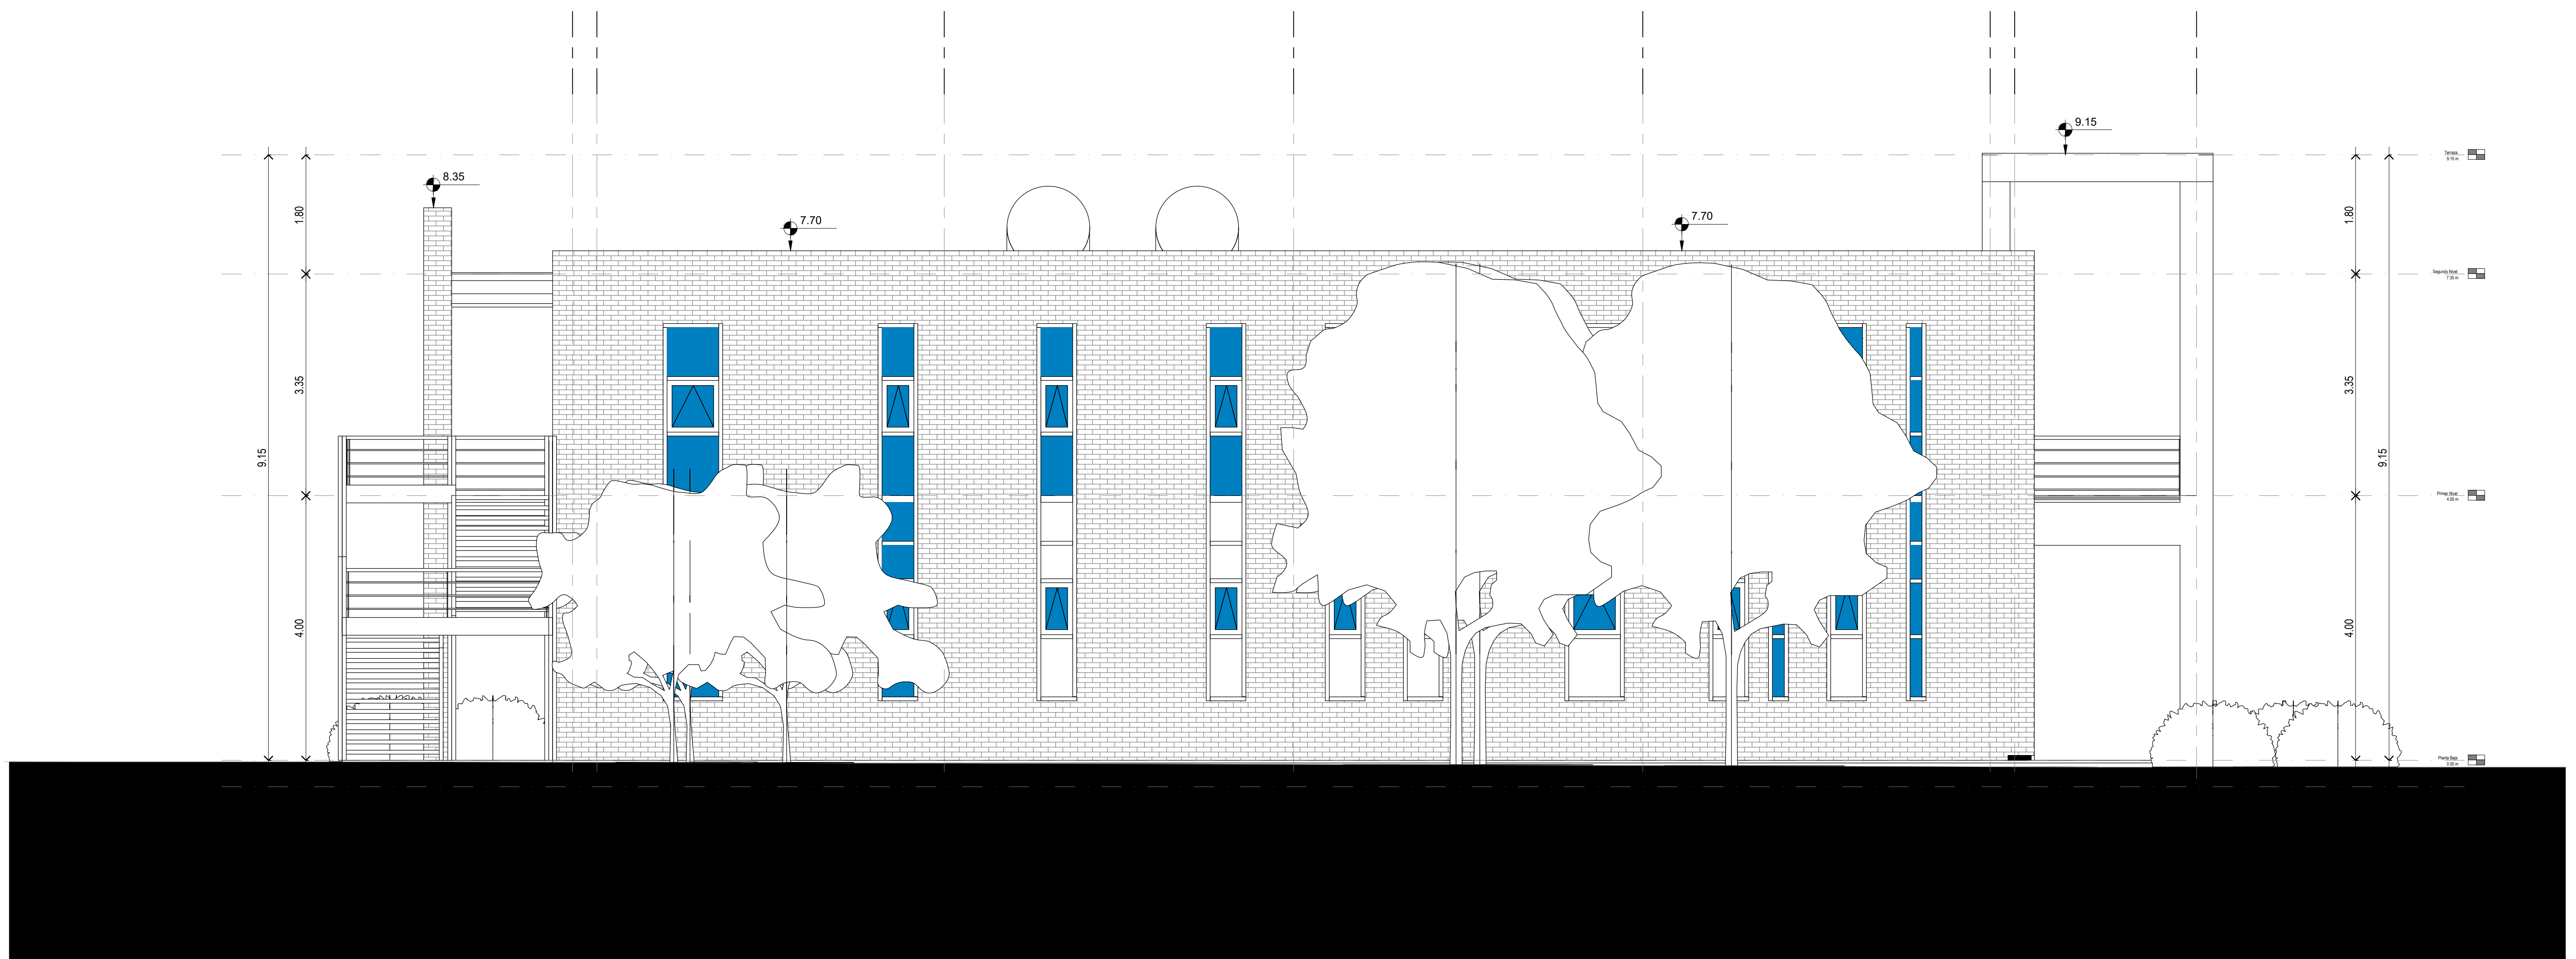 9.15
8.35
7.70
7.70
Terraza
9.15 m
1.80
1.80
Segundo Nivel
7.35 m
3.35
3.35
9.15
9.15
Primer Nivel
4.00 m
4.00
4.00
Planta Baja
0.00 m